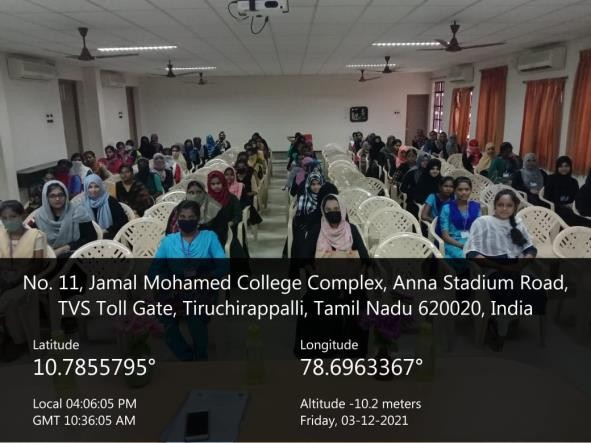 No. 11, Jamal Mohamed College Complex, Anna Stadium Road,
TVS Toll Gate, Tiruchirappalli, Tamil Nadu 620020, India
Latitude
10.7855795°
Longitude
78.6963367°
Local 04:06:05 PM
GMT 10:36:05 AM
Altitude -10.2 meters
Friday, 03-12-2021